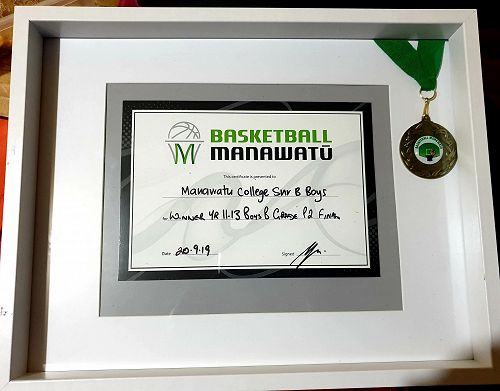 BASKETBALL
MANAWATŪ
This certificate is presented to
Manawatu College Snr B Boys
WINNER YR 11-13 BOYS B GRADE P2 FINAL
Date 20.9.19 Signed